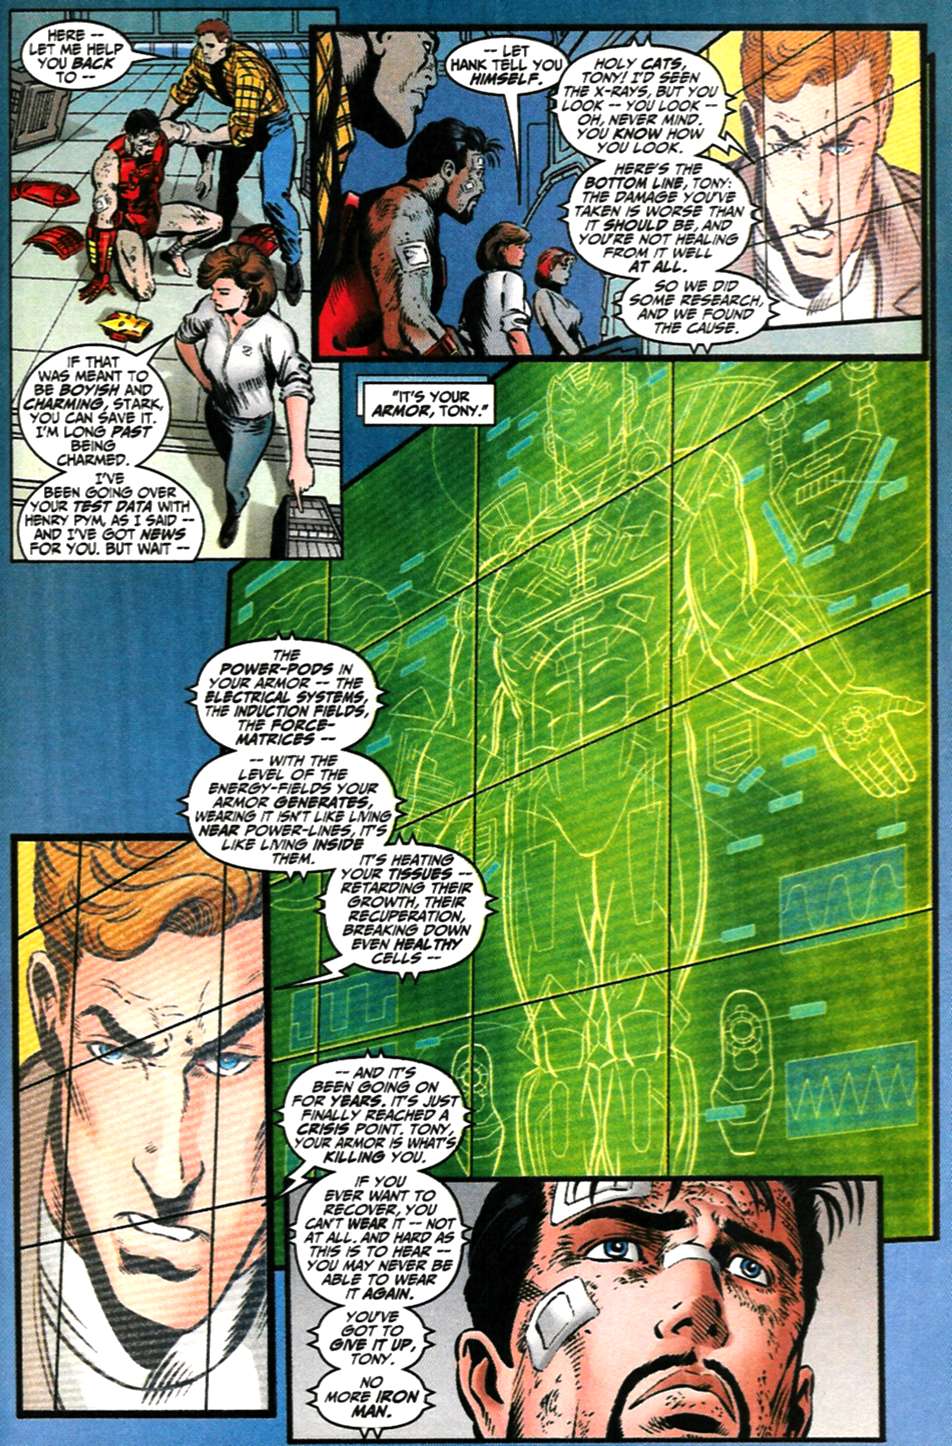 HERE --
LET ME HELP
YOU BACK
TO --
IF THAT
WAS MEANT TO
BE BOYISH AND
CHARMING, STARK,
YOU CAN SAVE IT.
I'M LONG PAST
BEING
CHARMED.
I'VE
BEEN GOING OVER
YOUR TEST DATA WITH
HENRY PYM, AS I SAID --
AND I'VE GOT NEWS
FOR YOU. BUT WAIT --
-- LET
HANK TELL YOU
HIMSELF.
HOLY CATS,
TONY! I'D SEEN
THE X-RAYS, BUT YOU
LOOK -- YOU LOOK --
OH, NEVER MIND.
YOU KNOW HOW
YOU LOOK.
HERE'S THE
BOTTOM LINE, TONY:
THE DAMAGE YOU'VE
TAKEN IS WORSE THAN
IT SHOULD BE, AND
YOU'RE NOT HEALING
FROM IT WELL
AT ALL.
SO WE DID
SOME RESEARCH,
AND WE FOUND
THE CAUSE.
"IT'S YOUR
ARMOR, TONY."
THE
POWER-PODS IN
YOUR ARMOR -- THE
ELECTRICAL SYSTEMS,
THE INDUCTION FIELDS,
THE FORCE-
MATRICES --
-- WITH THE
LEVEL OF THE
ENERGY-FIELDS YOUR
ARMOR GENERATES,
WEARING IT ISN'T LIKE LIVING
NEAR POWER-LINES, IT'S
LIKE LIVING INSIDE
THEM.
IT'S HEATING
YOUR TISSUES --
RETARDING THEIR
GROWTH, THEIR
RECUPERATION,
BREAKING DOWN
EVEN HEALTHY
CELLS --
-- AND IT'S
BEEN GOING ON
FOR YEARS. IT'S JUST
FINALLY REACHED A
CRISIS POINT. TONY,
YOUR ARMOR IS WHAT'S
KILLING YOU.
IF YOU
EVER WANT TO
RECOVER, YOU
CAN'T WEAR IT -- NOT
AT ALL. AND HARD AS
THIS IS TO HEAR --
YOU MAY NEVER BE
ABLE TO WEAR
IT AGAIN.
YOU'VE
GOT TO
GIVE IT UP,
TONY.
NO
MORE IRON
MAN.